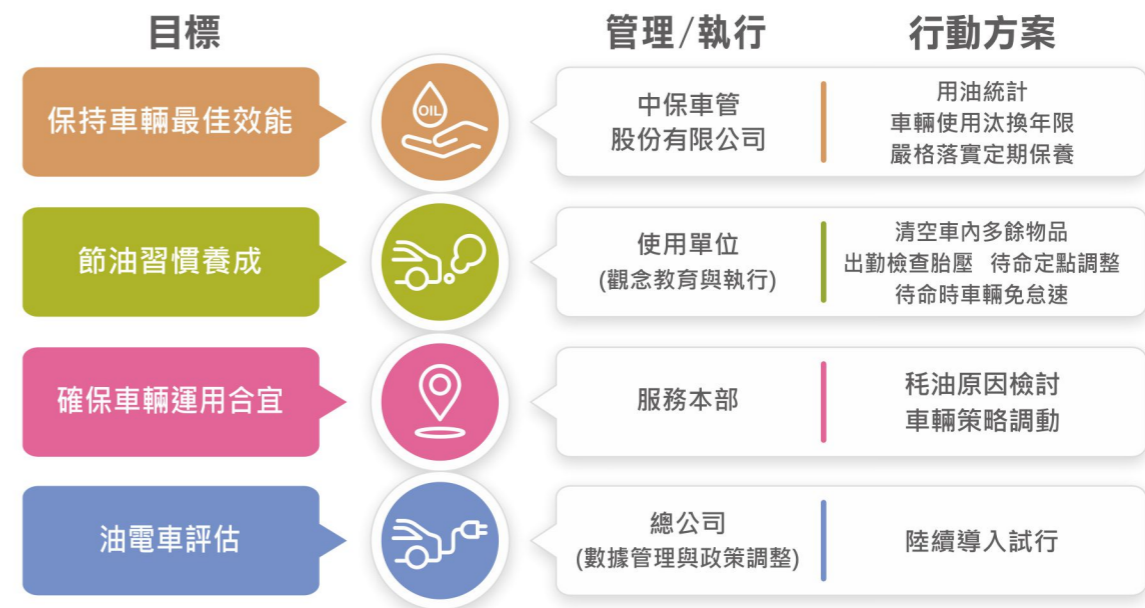 目標
管理/執行
行動方案
保持車輛最佳效能
OIL
中保車管
股份有限公司
用油統計
車輛使用汰換年限
嚴格落實定期保養
節油習慣養成
使用單位
(觀念教育與執行)
清空車內多餘物品
出勤檢查胎壓 待命定點調整
待命時車輛免怠速
確保車輛運用合宜
服務本部
秏油原因檢討
車輛策略調動
油電車評估
總公司
(數據管理與政策調整)
陸續導入試行